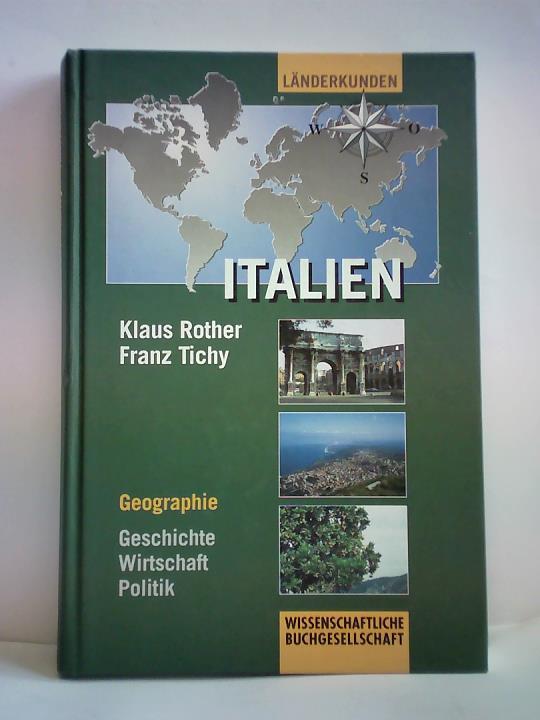 LÄNDERKUNDEN
W O
S
ITALIEN
Klaus Rother
Franz Tichy
Geographie
Geschichte
Wirtschaft
Politik
WISSENSCHAFTLICHE
BUCHGESELLSCHAFT